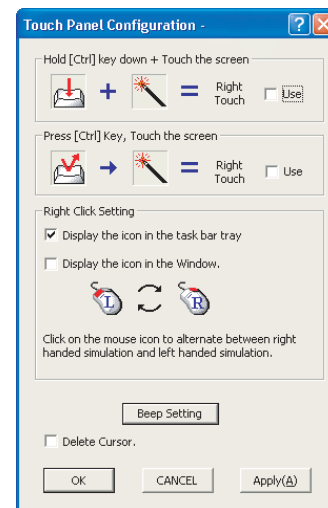 Touch Panel Configuration -
Hold [Ctrl] key down + Touch the screen
+ = Right Touch Use
Press [Ctrl] Key, Touch the screen
= Right Touch Use
Right Click Setting
Display the icon in the task bar tray
Display the icon in the Window.
L R
Click on the mouse icon to alternate between right
handed simulation and left handed simulation.
Beep Setting
Delete Cursor.
OK CANCEL Apply(A)